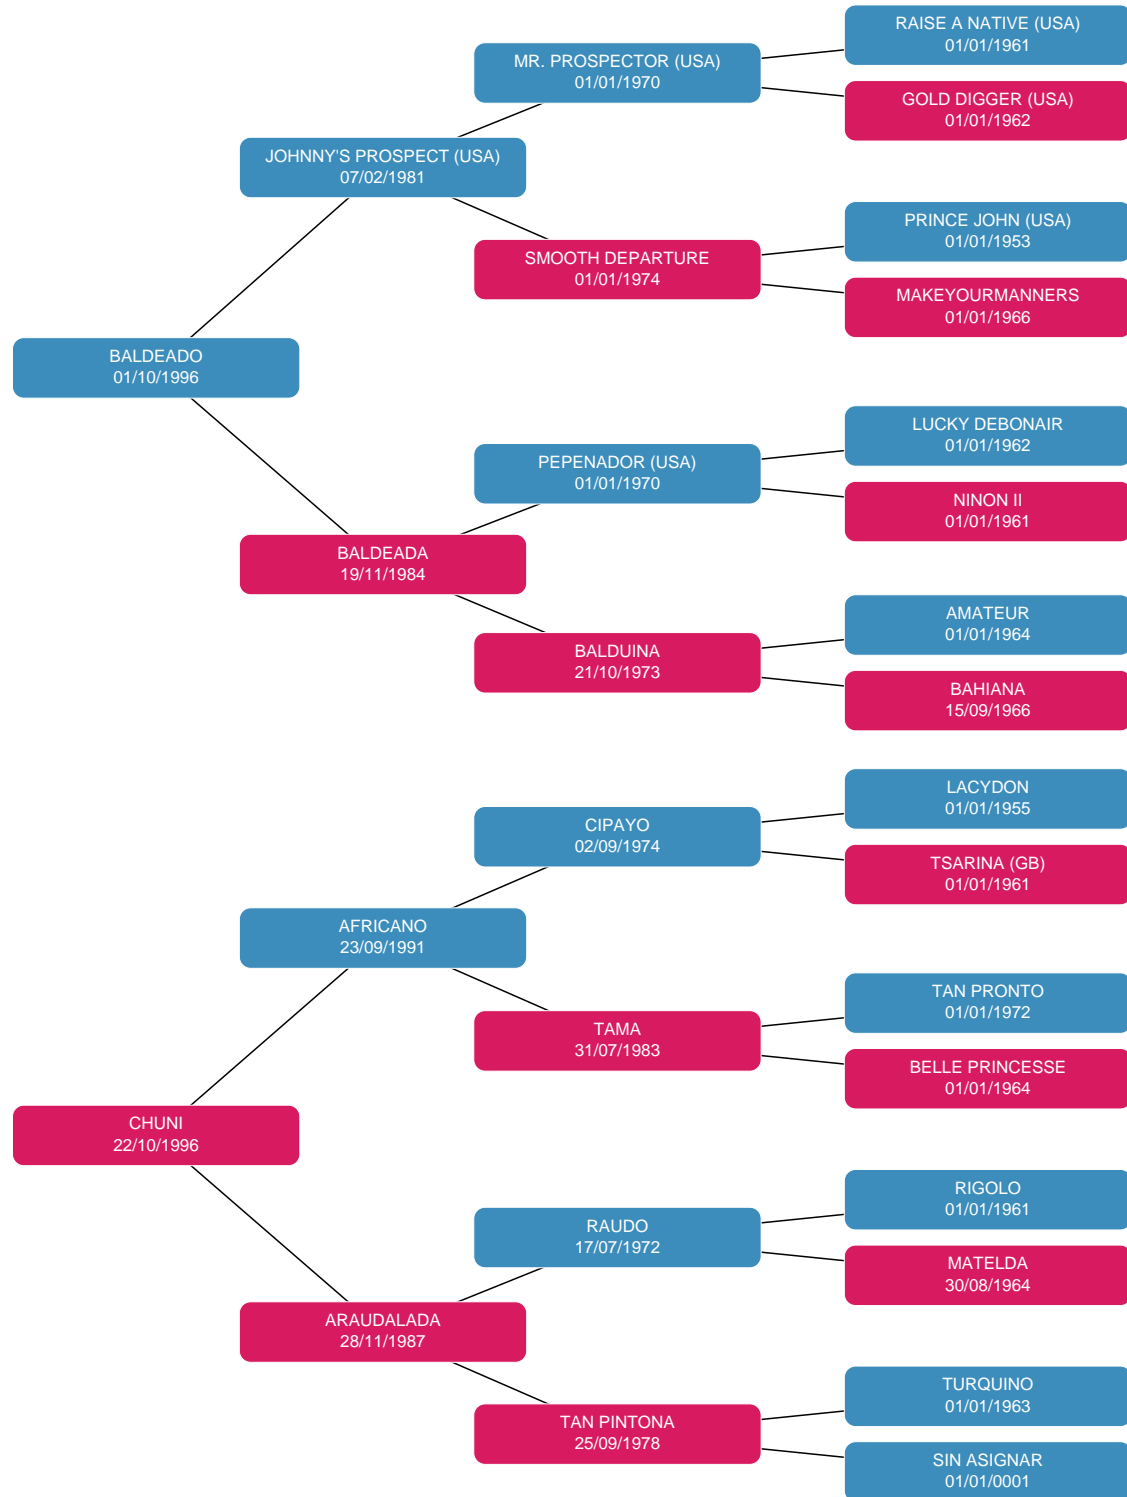 RAISE A NATIVE (USA)
01/01/1961
MR. PROSPECTOR (USA)
01/01/1970
GOLD DIGGER (USA)
01/01/1962
JOHNNY'S PROSPECT (USA)
07/02/1981
PRINCE JOHN (USA)
01/01/1953
SMOOTH DEPARTURE
01/01/1974
MAKEYOURMANNERS
01/01/1966
BALDEADO
01/10/1996
LUCKY DEBONAIR
01/01/1962
PEPENADOR (USA)
01/01/1970
NINON II
01/01/1961
BALDEADA
19/11/1984
AMATEUR
01/01/1964
BALDUINA
21/10/1973
BAHIANA
15/09/1966
LACYDON
01/01/1955
CIPAYO
02/09/1974
TSARINA (GB)
01/01/1961
AFRICANO
23/09/1991
TAN PRONTO
01/01/1972
TAMA
31/07/1983
BELLE PRINCESSE
01/01/1964
CHUNI
22/10/1996
RIGOLO
01/01/1961
RAUDO
17/07/1972
MATELDA
30/08/1964
ARAUDALADA
28/11/1987
TURQUINO
01/01/1963
TAN PINTONA
25/09/1978
SIN ASIGNAR
01/01/0001